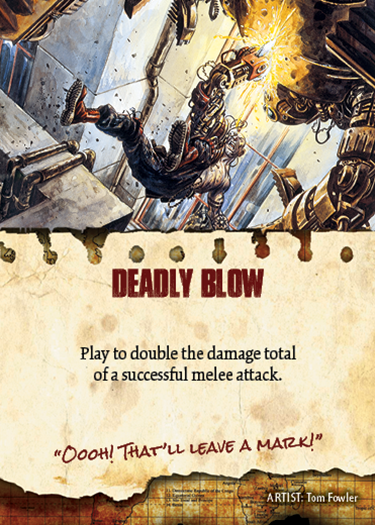 DEADLY BLOW
Play to double the damage total
of a successful melee attack.
“OOOH! THAT'LL LEAVE A MARK!”
ARTIST: Tom Fowler